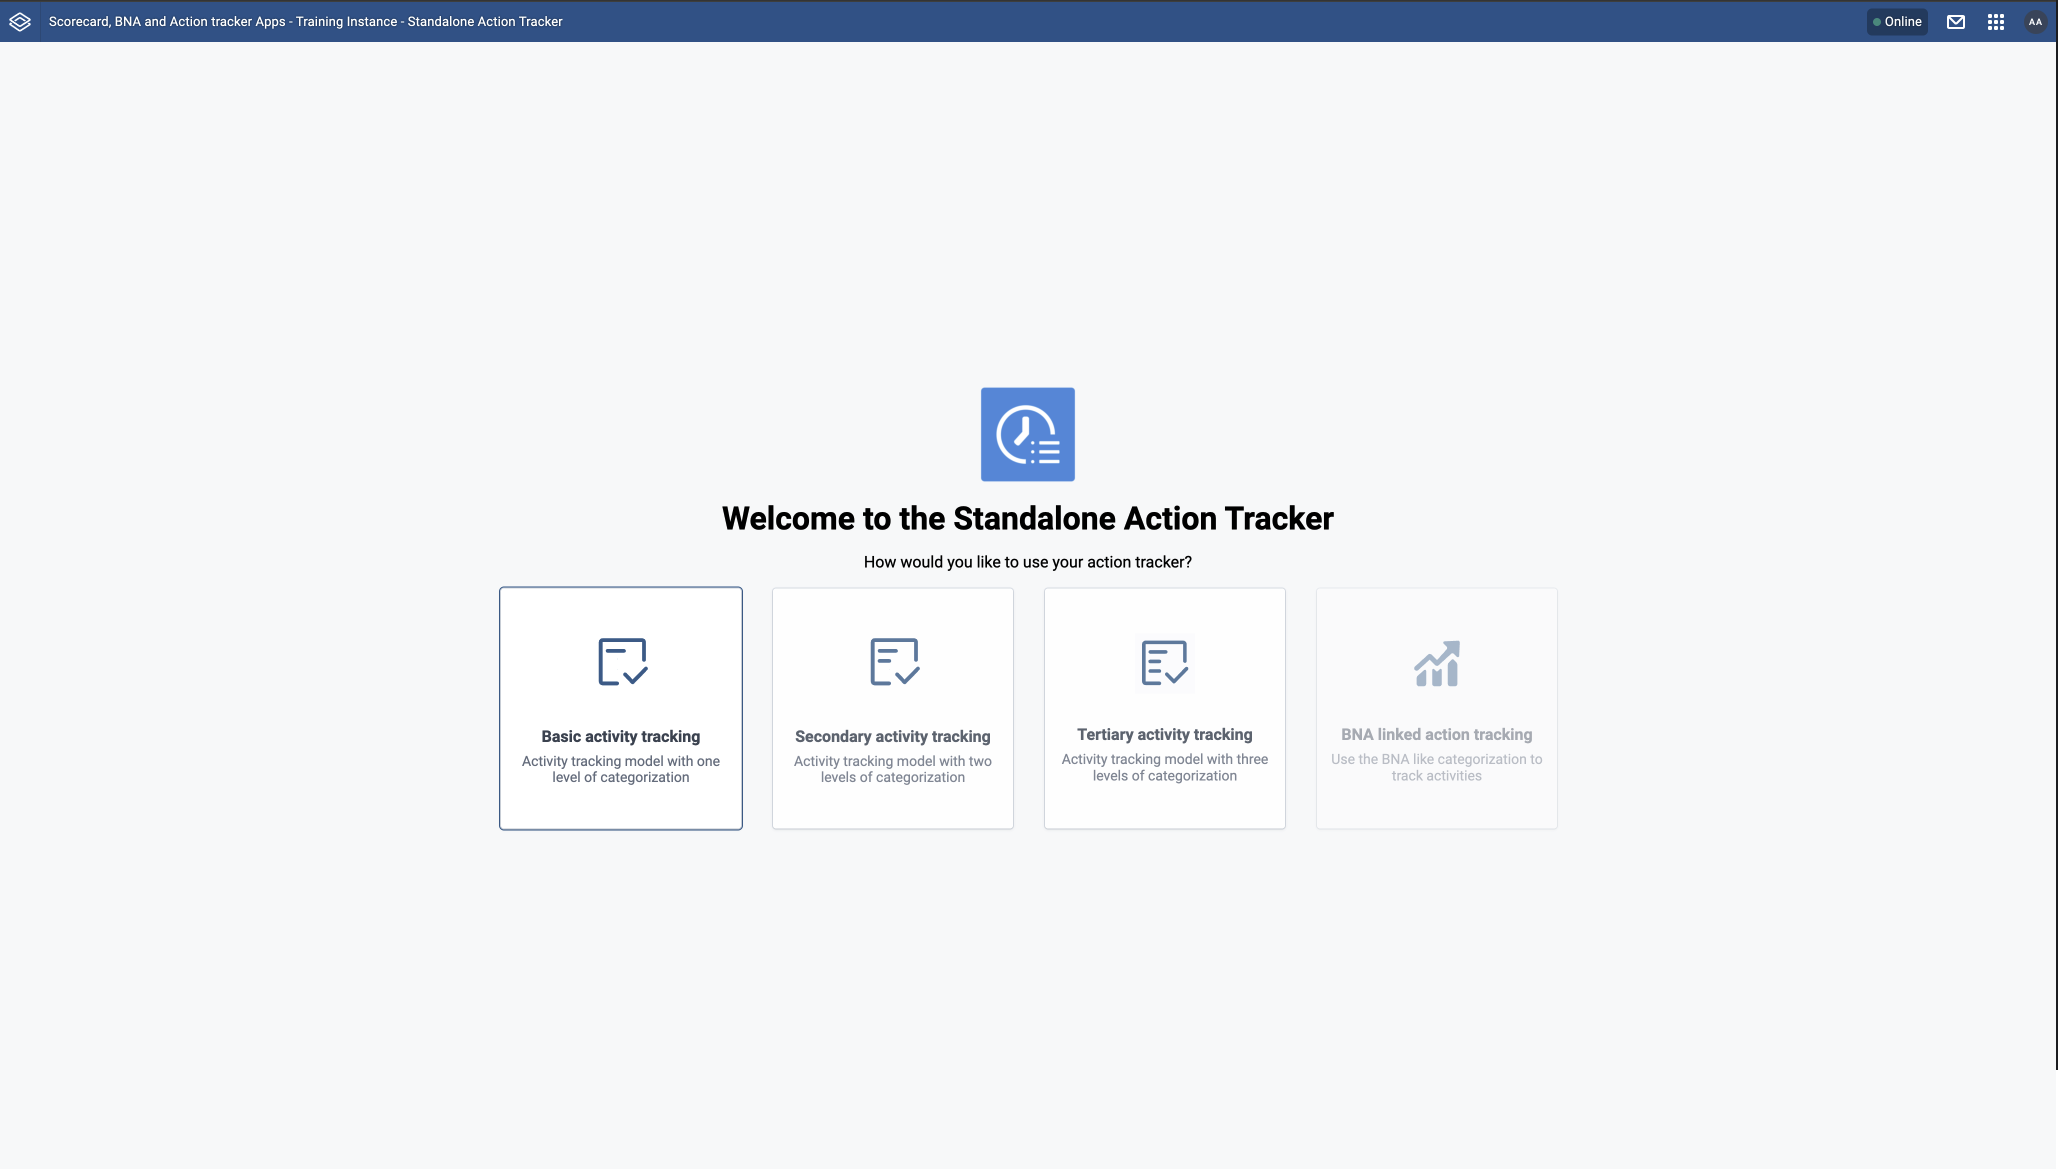 Scorecard, BNA and Action tracker Apps - Training Instance - Standalone Action Tracker
Online
AA
Welcome to the Standalone Action Tracker
How would you like to use your action tracker?
Basic activity tracking
Activity tracking model with one
level of categorization
Secondary activity tracking
Activity tracking model with two
levels of categorization
Tertiary activity tracking
Activity tracking model with three
levels of categorization
BNA linked action tracking
Use the BNA like categorization to
track activities